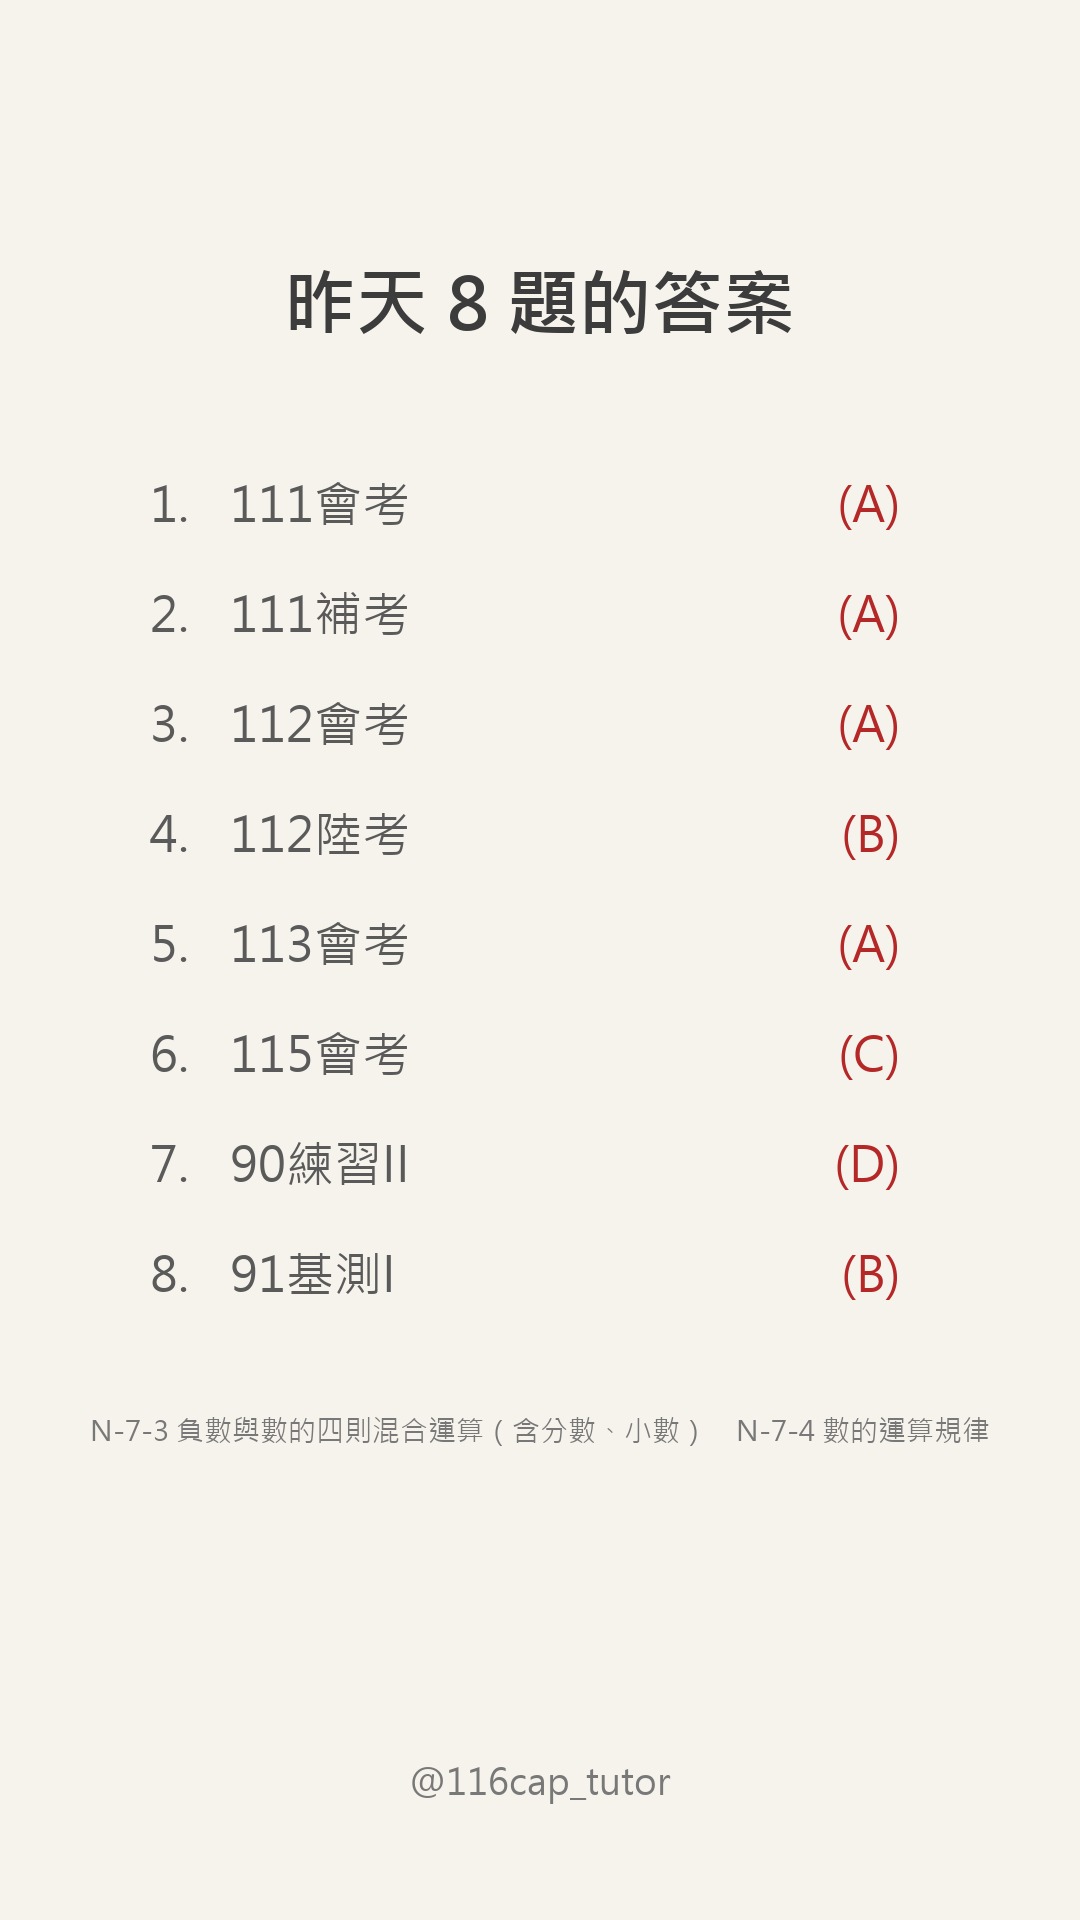 昨天 8 題的答案
1. 111會考 (A)
2. 111補考 (A)
3. 112會考 (A)
4. 112陸考 (B)
5. 113會考 (A)
6. 115會考 (C)
7. 90練習II (D)
8. 91基測I (B)
N-7-3 負數與數的四則混合運算（含分數、小數） N-7-4 數的運算規律
@116cap_tutor